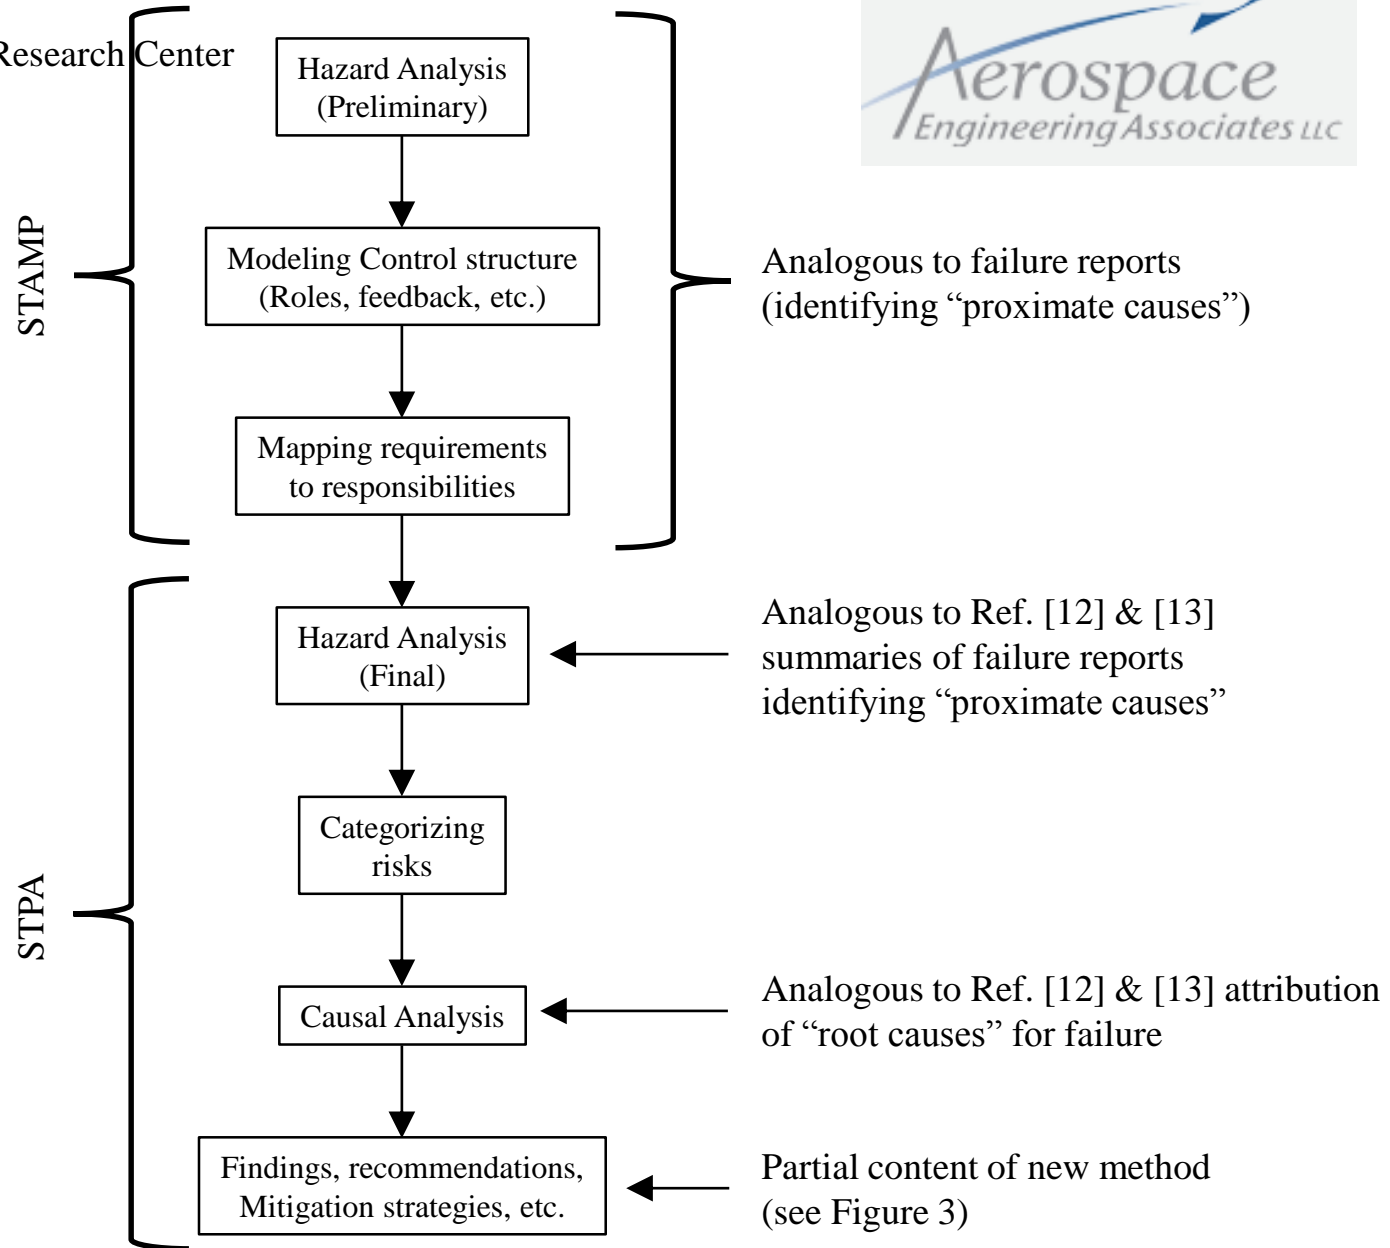 Research Center
Aerospace
Engineering Associates LLC
Hazard Analysis
(Preliminary)
STAMP
Modeling Control structure
(Roles, feedback, etc.)
Analogous to failure reports
(identifying “proximate causes”)
Mapping requirements
to responsibilities
Hazard Analysis
(Final)
Analogous to Ref. [12] & [13]
summaries of failure reports
identifying “proximate causes”
Categorizing
risks
STPA
Causal Analysis
Analogous to Ref. [12] & [13] attribution
of “root causes” for failure
Findings, recommendations,
Mitigation strategies, etc.
Partial content of new method
(see Figure 3)